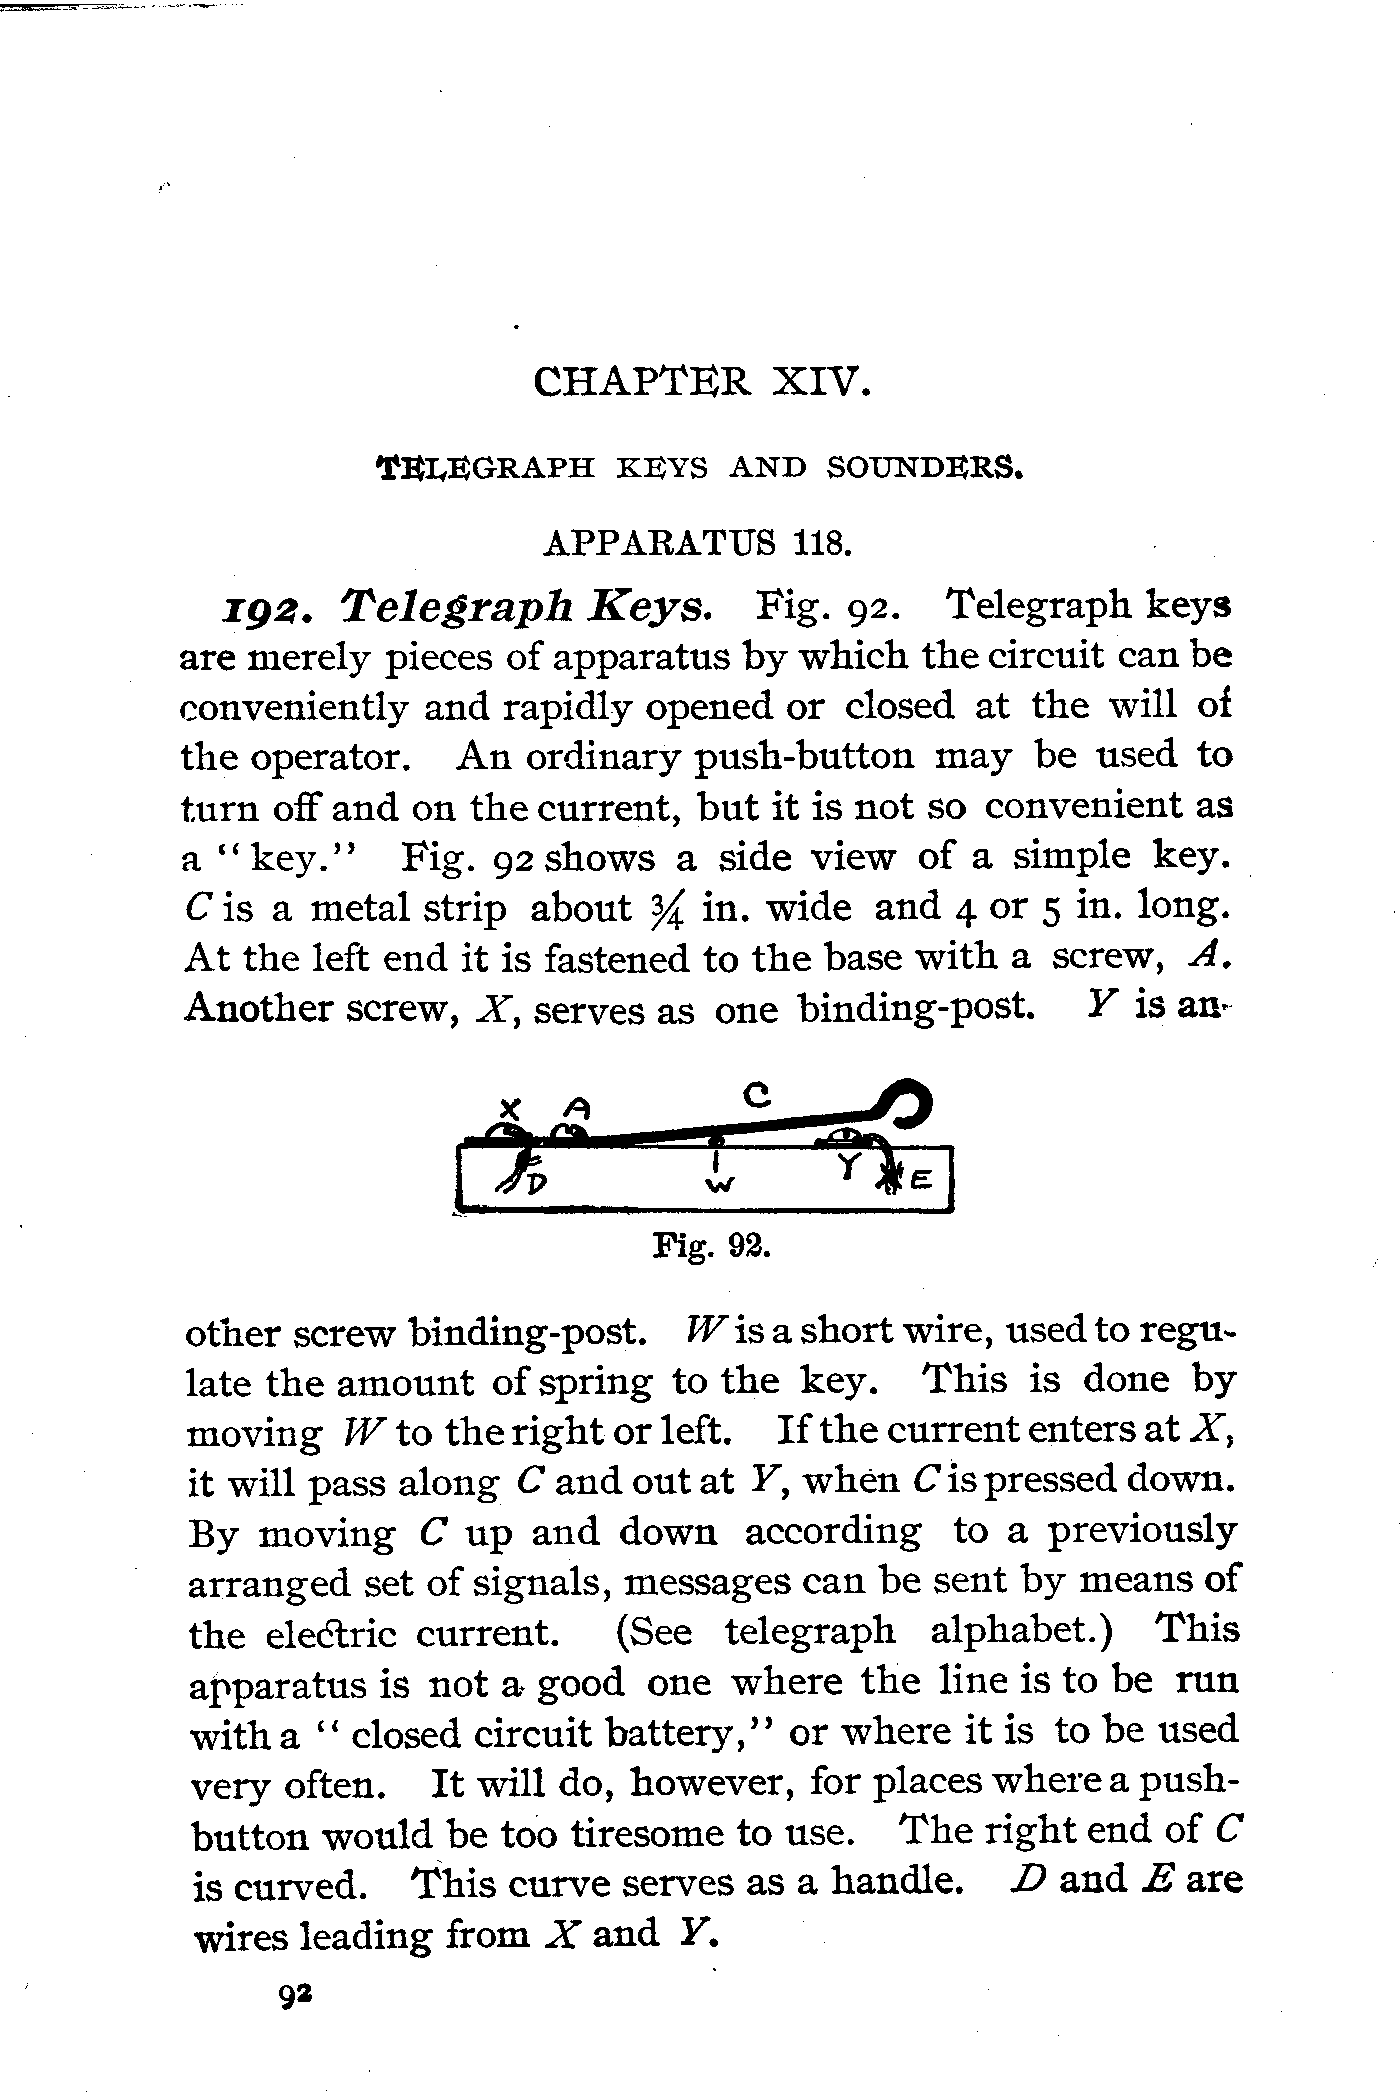 CHAPTER XIV.
TELEGRAPH KEYS AND SOUNDERS.
APPARATUS 118.
192. Telegraph Keys. Fig. 92. Telegraph keys
are merely pieces of apparatus by which the circuit can be
conveniently and rapidly opened or closed at the will of
the operator. An ordinary push-button may be used to
turn off and on the current, but it is not so convenient as
a "key." Fig. 92 shows a side view of a simple key.
C is a metal strip about ¾ in. wide and 4 or 5 in. long.
At the left end it is fastened to the base with a screw, A.
Another screw, X, serves as one binding-post. Y is an-
X A C
D W Y E
Fig. 92.
other screw binding-post. W is a short wire, used to regu-
late the amount of spring to the key. This is done by
moving W to the right or left. If the current enters at X,
it will pass along C and out at Y, when C is pressed down.
By moving C up and down according to a previously
arranged set of signals, messages can be sent by means of
the electric current. (See telegraph alphabet.) This
apparatus is not a good one where the line is to be run
with a "closed circuit battery," or where it is to be used
very often. It will do, however, for places where a push-
button would be too tiresome to use. The right end of C
is curved. This curve serves as a handle. D and E are
wires leading from X and Y.
92